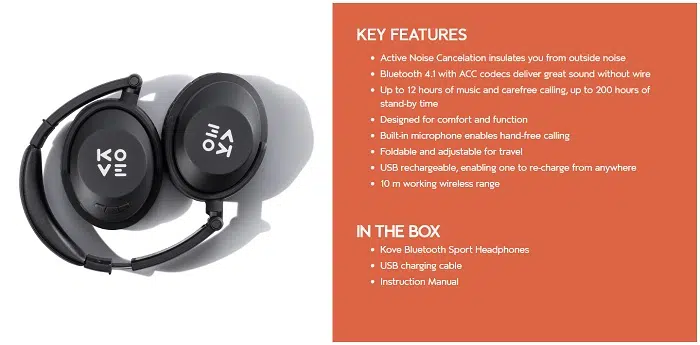 KO
VE
KO
VE
KEY FEATURES
• Active Noise Cancelation insulates you from outside noise
• Bluetooth 4.1 with ACC codecs deliver great sound without wire
• Up to 12 hours of music and carefree calling, up to 200 hours of
stand-by time
• Designed for comfort and function
• Built-in microphone enables hand-free calling
• Foldable and adjustable for travel
• USB rechargeable, enabling one to re-charge from anywhere
• 10 m working wireless range
IN THE BOX
• Kove Bluetooth Sport Headphones
• USB charging cable
• Instruction Manual